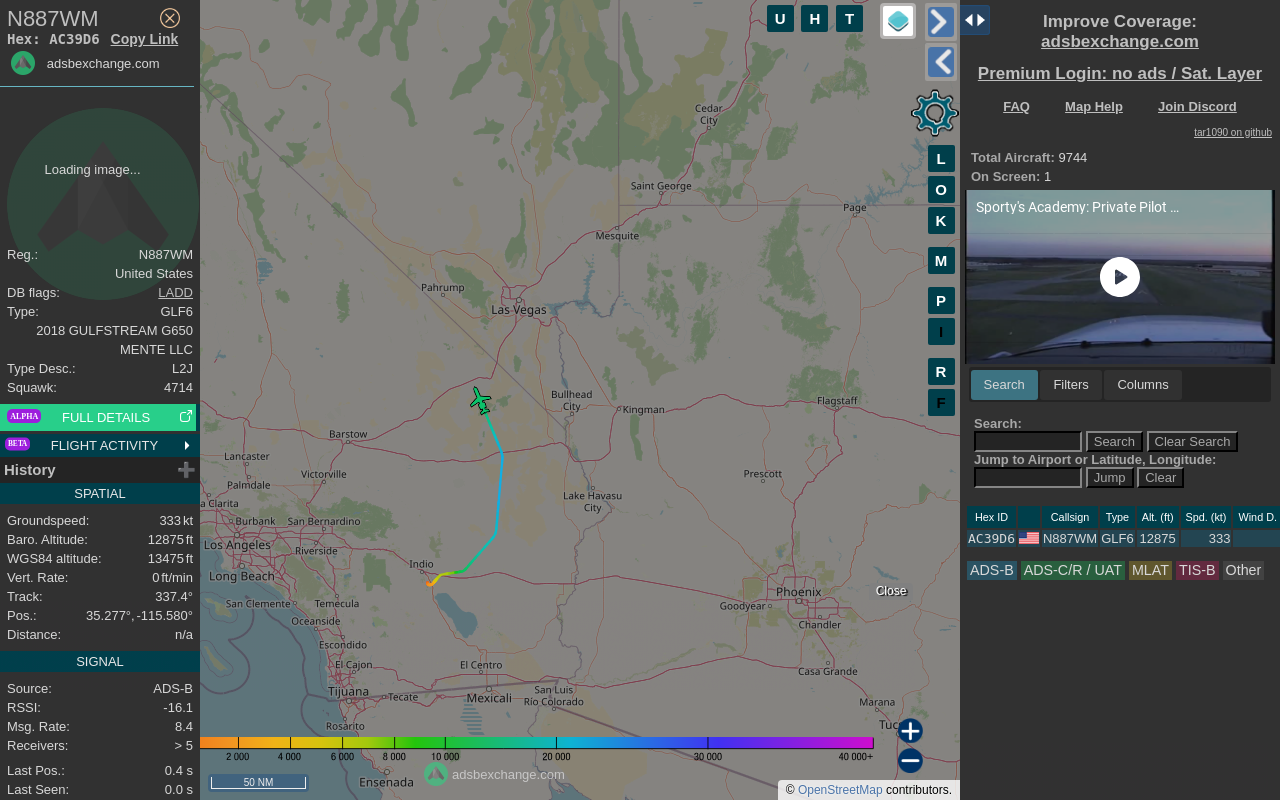 N887WM
Hex: AC39D6 Copy Link
adsbexchange.com
Loading image...
Reg.: N887WM
United States
DB flags: LADD
Type: GLF6
2018 GULFSTREAM G650
MENTE LLC
Type Desc.: L2J
Squawk: 4714
ALPHA FULL DETAILS
BETA FLIGHT ACTIVITY
History
SPATIAL
Groundspeed: 333 kt
Baro. Altitude: 12875 ft
WGS84 altitude: 13475 ft
Vert. Rate: 0 ft/min
Track: 337.4°
Pos.: 35.277°, -115.580°
Distance: n/a
SIGNAL
Source: ADS-B
RSSI: -16.1
Msg. Rate: 8.4
Receivers: > 5
Last Pos.: 0.4 s
Last Seen: 0.0 s
U H T
L
O
K
M
P
I
R
F
Cedar
City
Saint George
Page
Mesquite
Pahrump
Las Vegas
Bullhead
City
Kingman
Flagstaff
Barstow
Lancaster
Victorville
Palmdale
Prescott
Lake Havasu
City
a Clarita
Burbank
San Bernardino
Los Angeles
Riverside
Indio
Long Beach
Phoenix
San Clemente
Temecula
Goodyear
Oceanside
Chandler
Escondido
El Cajon
El Centro
Casa Grande
Tijuana
Tecate
Mexicali
San Luis
Río Colorado
Marana
Rosarito
Tuc
Ensenada
Close
2 000 4 000 6 000 8 000 10 000 20 000 30 000 40 000+
adsbexchange.com
50 NM
© OpenStreetMap contributors.
Improve Coverage:
adsbexchange.com
Premium Login: no ads / Sat. Layer
FAQ Map Help Join Discord
tar1090 on github
Total Aircraft: 9744
On Screen: 1
Sporty's Academy: Private Pilot ...
Search Filters Columns
Search:
Search Clear Search
Jump to Airport or Latitude, Longitude:
Jump Clear
Hex ID Callsign Type Alt. (ft) Spd. (kt) Wind D.
AC39D6 N887WM GLF6 12875 333
ADS-B ADS-C/R / UAT MLAT TIS-B Other